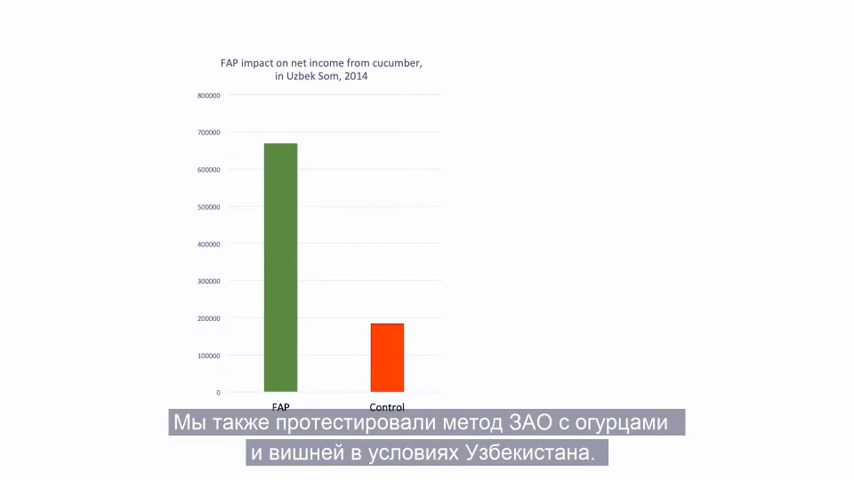 FAP impact on net income from cucumber,
in Uzbek Som, 2014
800000
700000
600000
500000
400000
300000
200000
100000
0
FAP
Control
Мы также протестировали метод ЗАО с огурцами
и вишней в условиях Узбекистана.